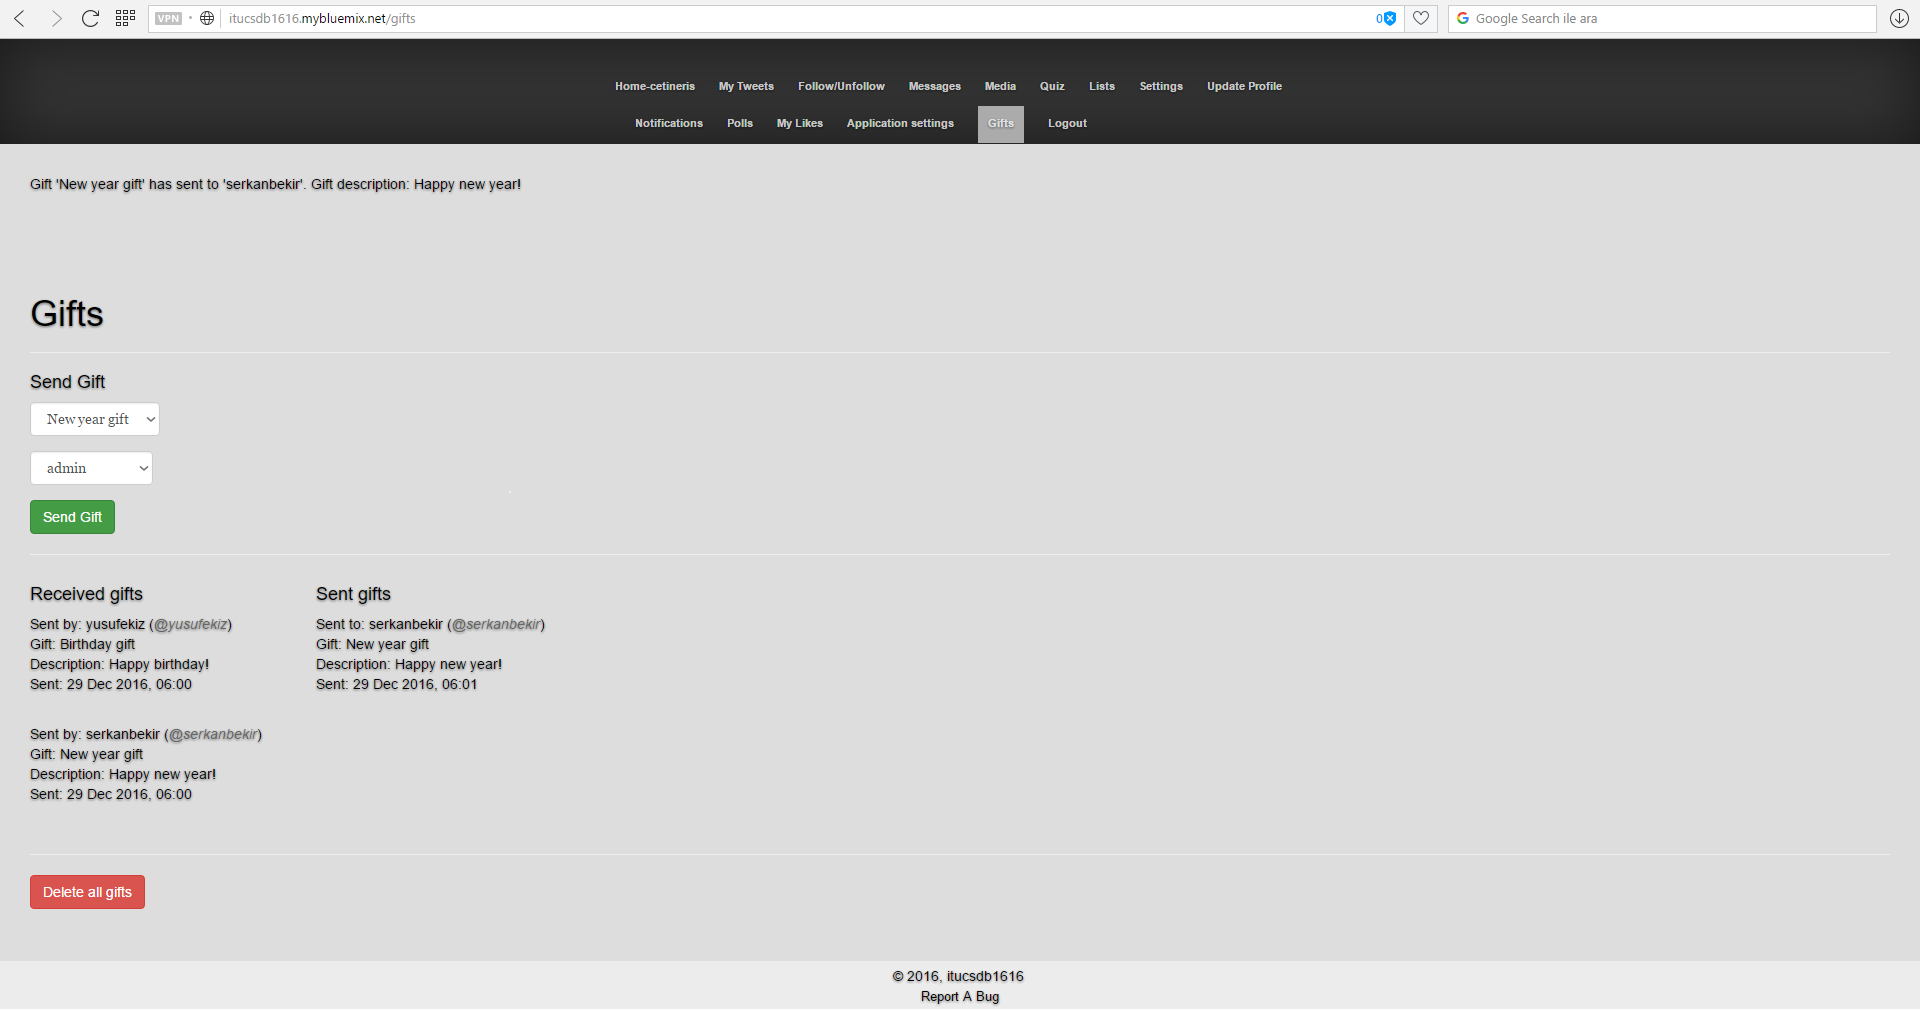 VPN
itucsdb1616.mybluemix.net/gifts
0
Google Search ile ara
Home-cetineris My Tweets Follow/Unfollow Messages Media Quiz Lists Settings Update Profile
Notifications Polls My Likes Application settings Gifts Logout
Gift 'New year gift' has sent to 'serkanbekir'. Gift description: Happy new year!
Gifts
Send Gift
New year gift
admin
Send Gift
Received gifts
Sent by: yusufekiz (@yusufekiz)
Gift: Birthday gift
Description: Happy birthday!
Sent: 29 Dec 2016, 06:00
Sent by: serkanbekir (@serkanbekir)
Gift: New year gift
Description: Happy new year!
Sent: 29 Dec 2016, 06:00
Sent gifts
Sent to: serkanbekir (@serkanbekir)
Gift: New year gift
Description: Happy new year!
Sent: 29 Dec 2016, 06:01
Delete all gifts
© 2016, itucsdb1616
Report A Bug